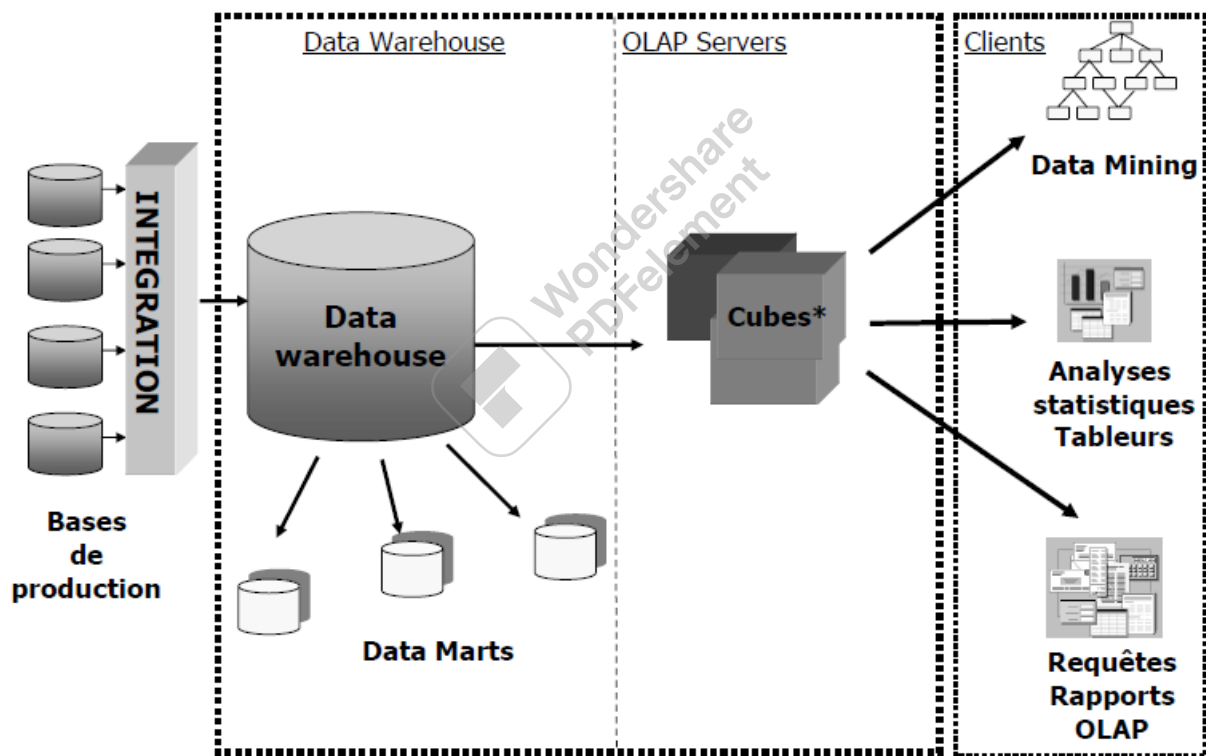 Data Warehouse
OLAP Servers
Clients
INTEGRATION
Data
warehouse
Cubes*
Data Mining
Analyses
statistiques
Tableurs
Bases
de
production
Data Marts
Requêtes
Rapports
OLAP
Wondershare
PDFelement